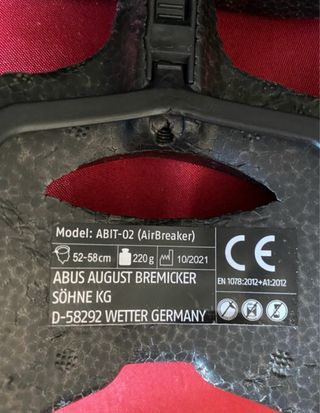 Model: ABIT-02 (AirBreaker)
52-58cm 220 g 10/2021
CE
EN 1078:2012+A1:2012
ABUS AUGUST BREMICKER
SÖHNE KG
D-58292 WETTER GERMANY